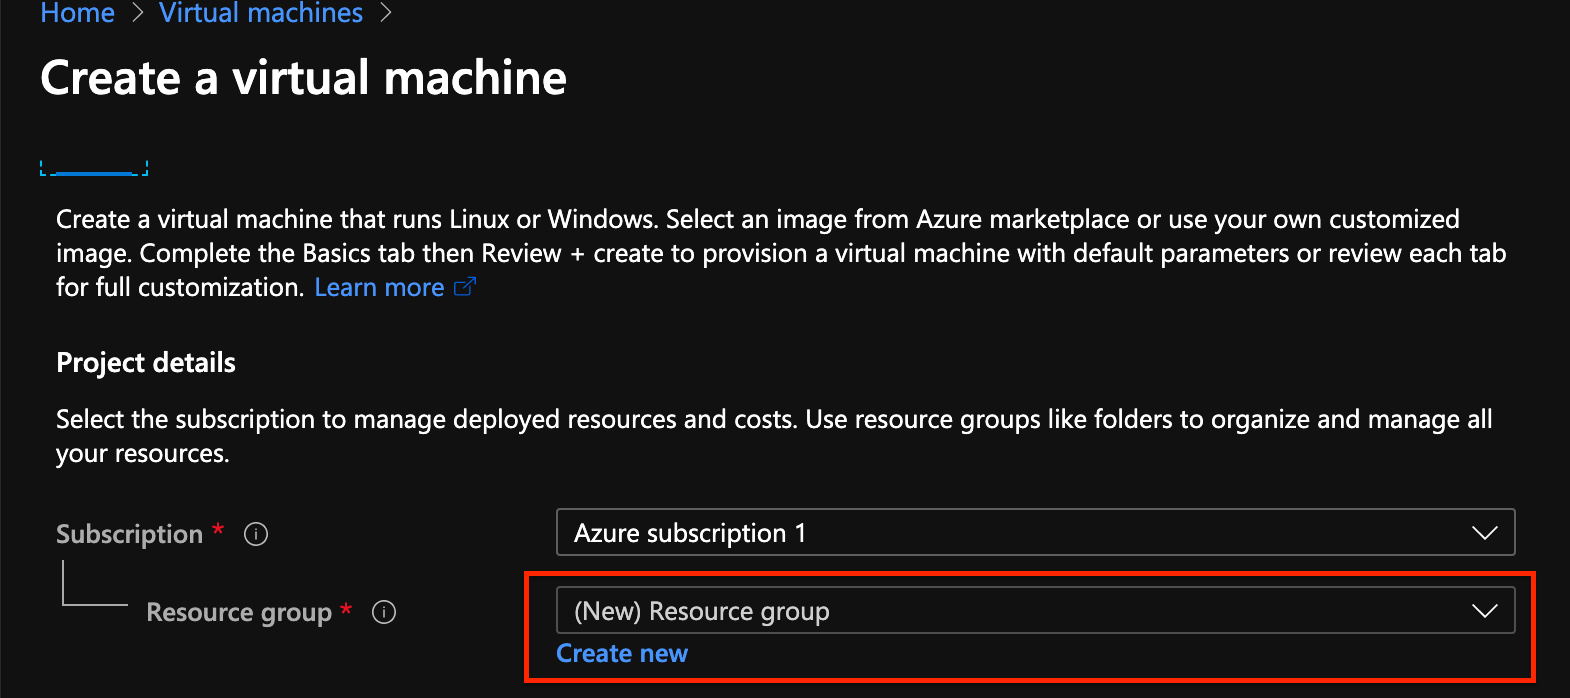 Home > Virtual machines >
Create a virtual machine
Create a virtual machine that runs Linux or Windows. Select an image from Azure marketplace or use your own customized
image. Complete the Basics tab then Review + create to provision a virtual machine with default parameters or review each tab
for full customization. Learn more
Project details
Select the subscription to manage deployed resources and costs. Use resource groups like folders to organize and manage all
your resources.
Subscription * Azure subscription 1
Resource group * (New) Resource group
Create new